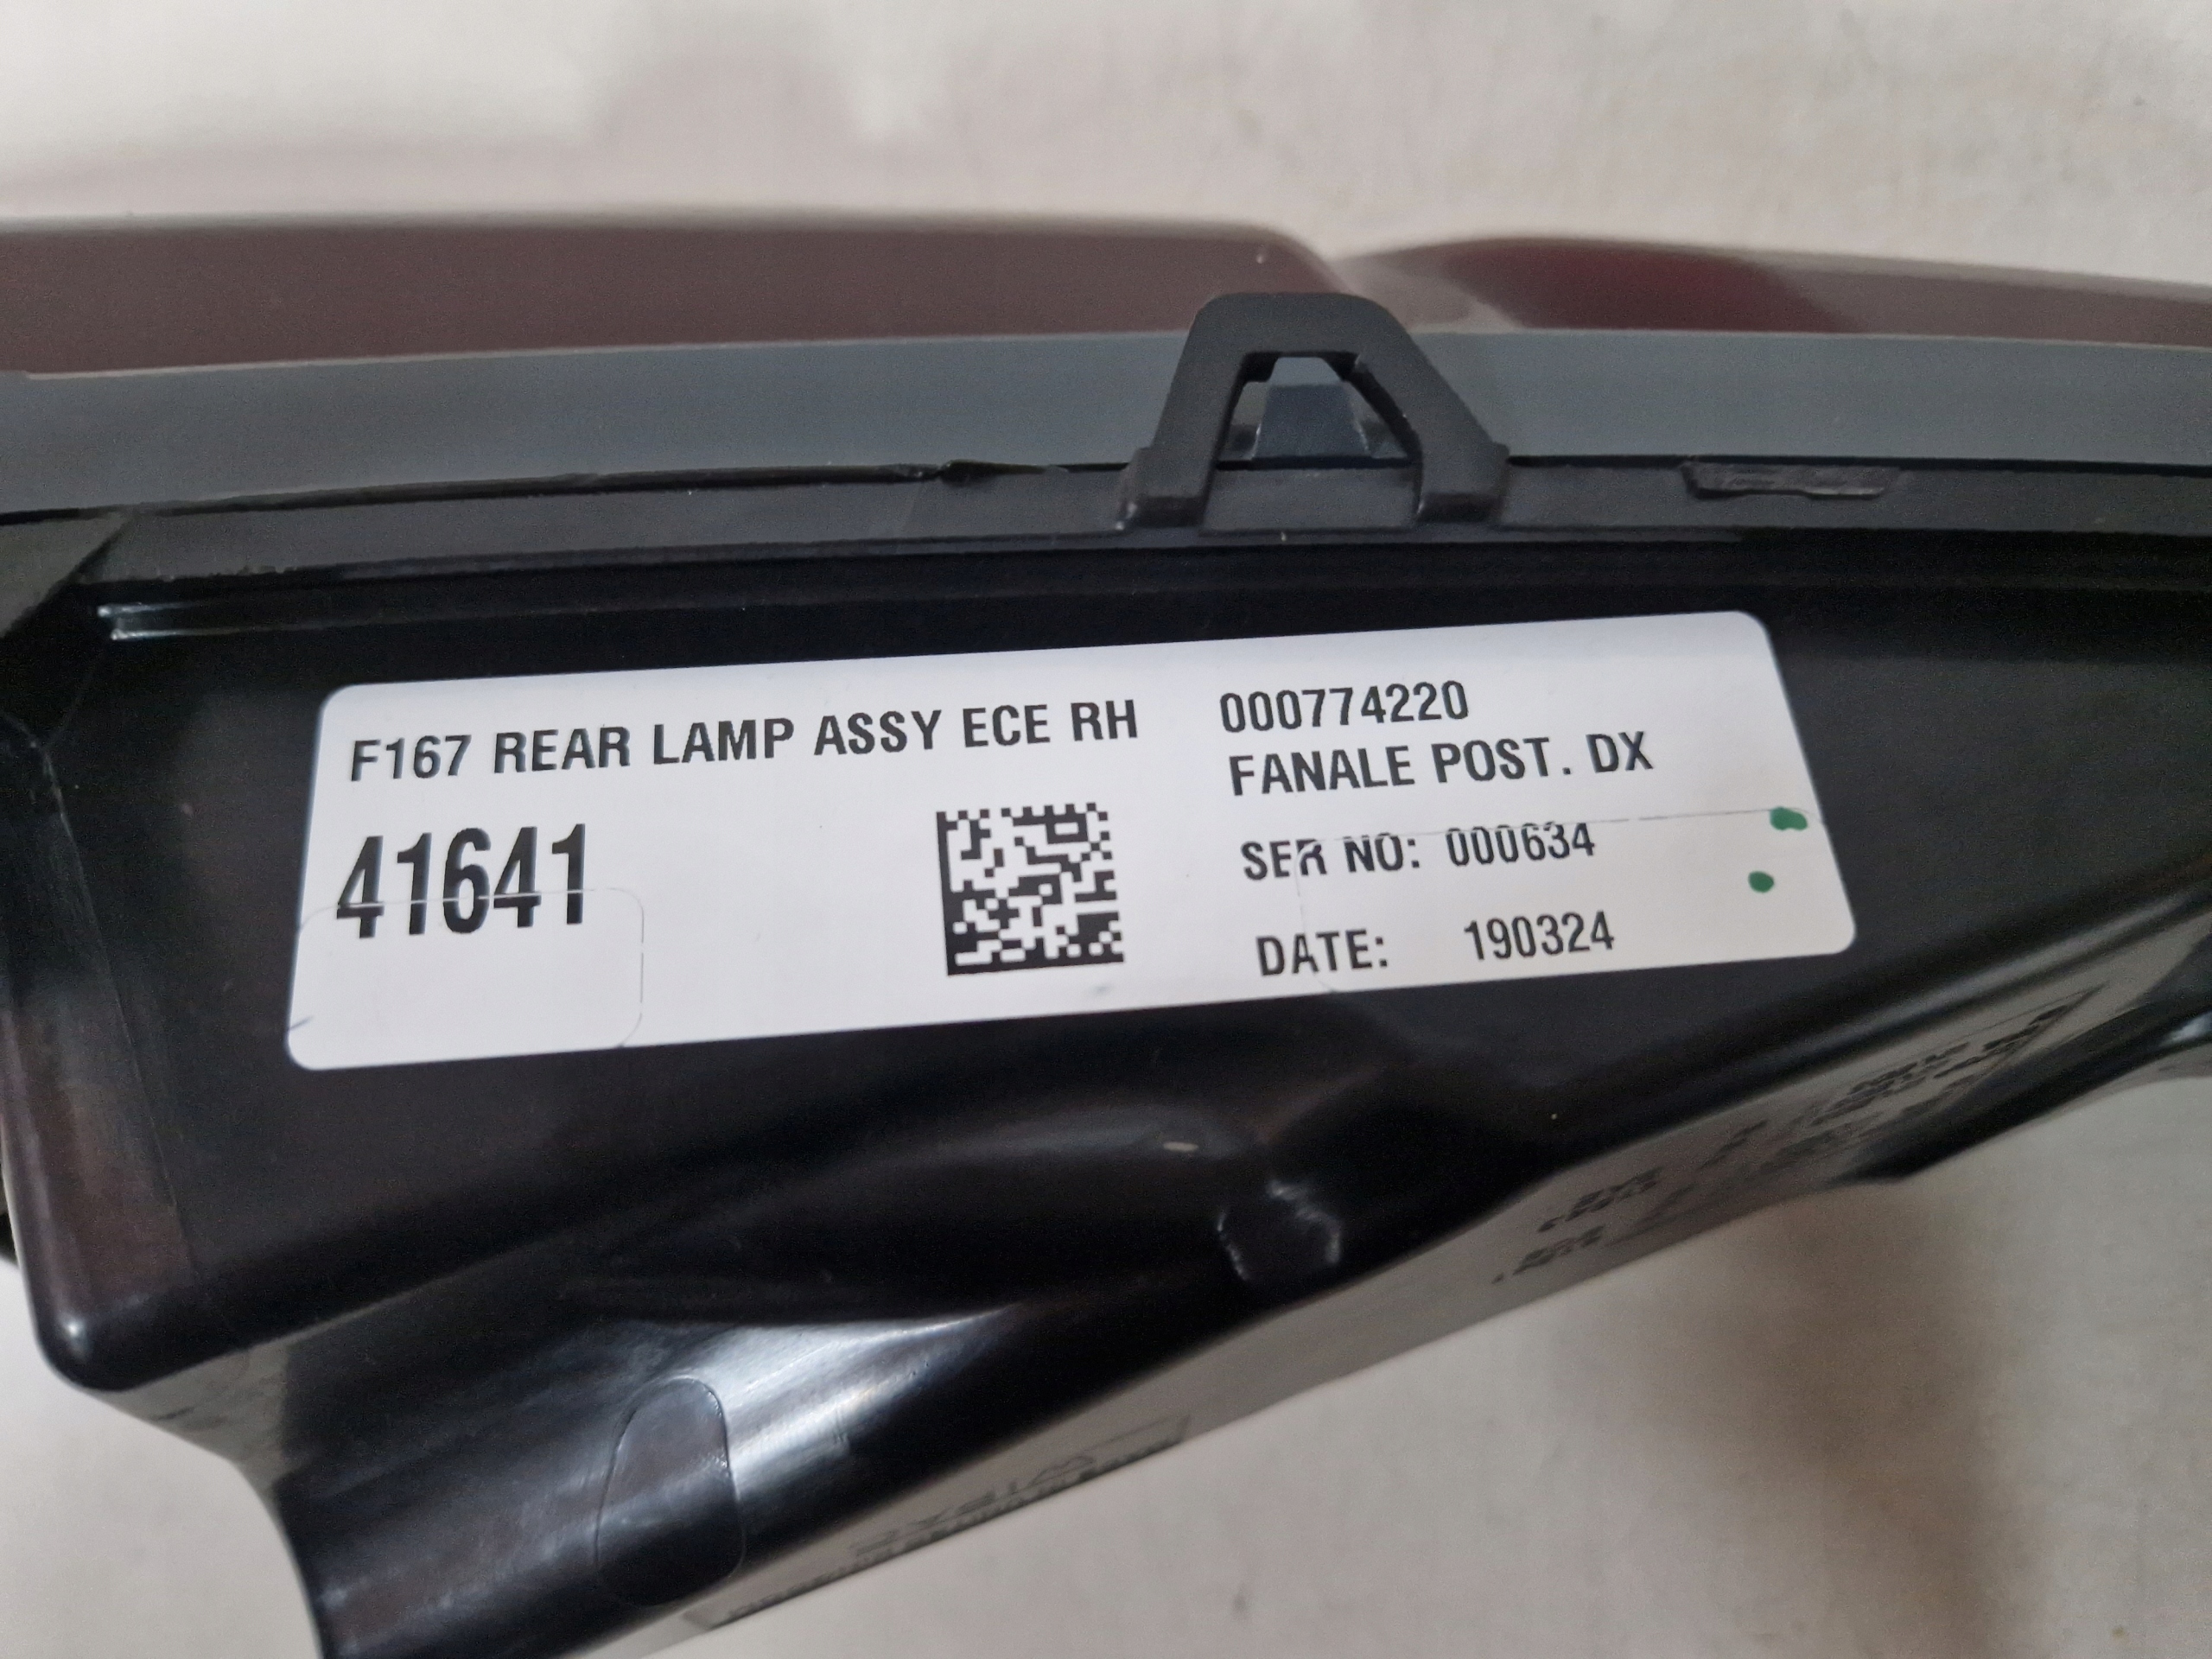 F167 REAR LAMP ASSY ECE RH
41641
000774220
FANALE POST. DX
SER NO: 000634
DATE: 190324